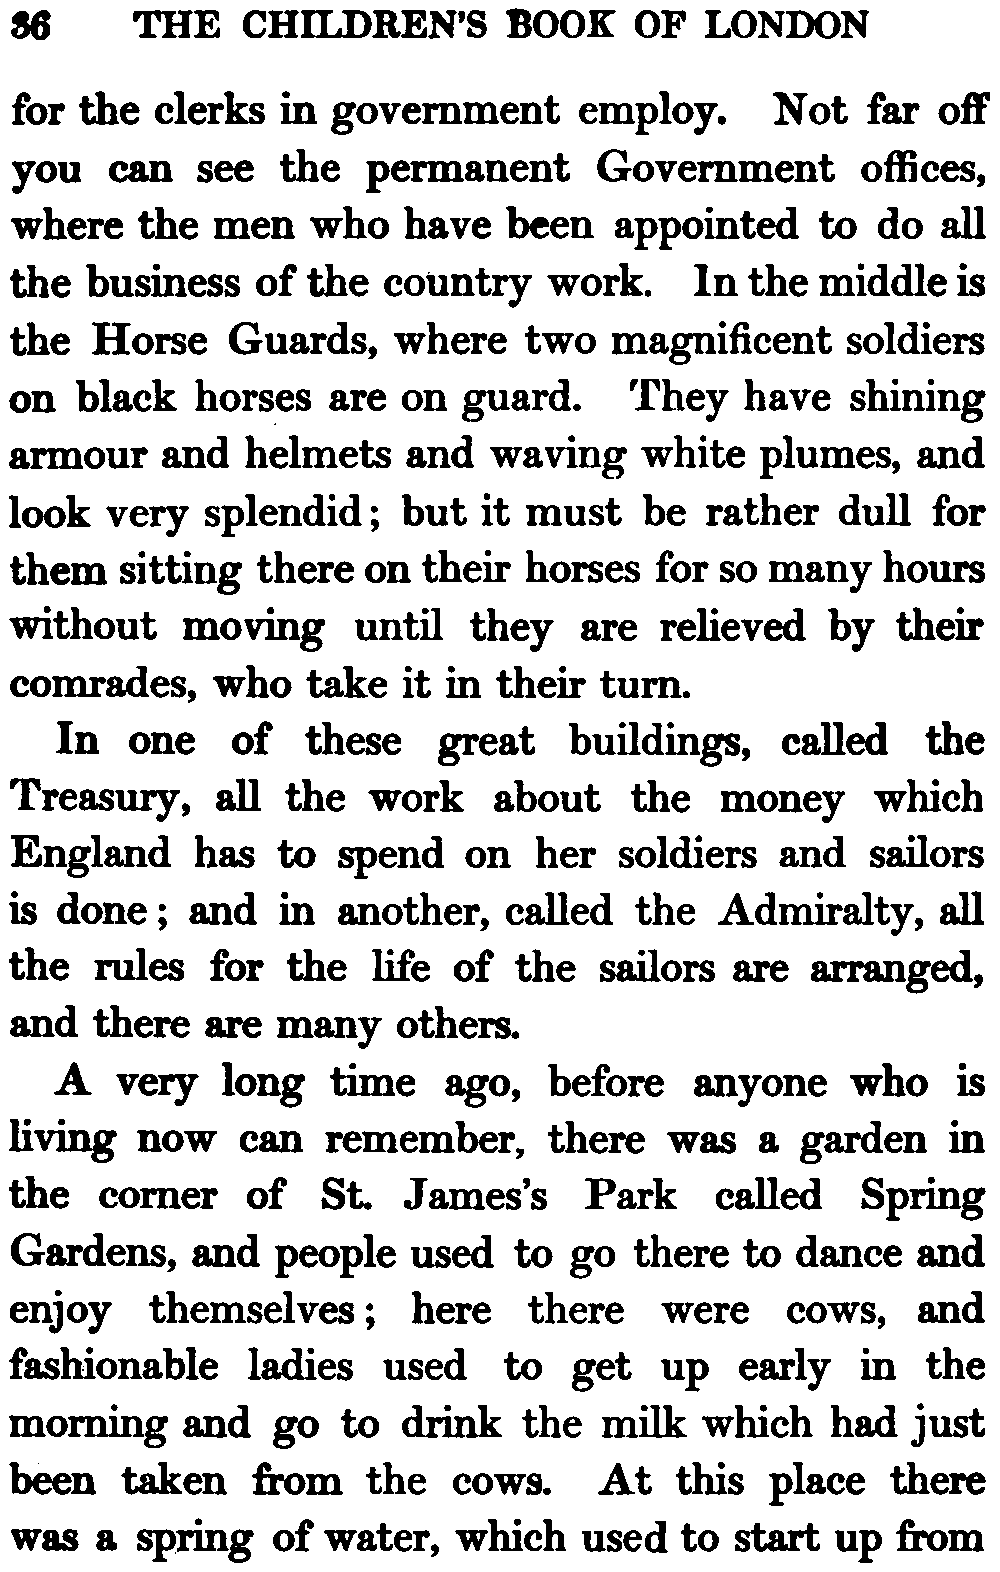 36 THE CHILDREN'S BOOK OF LONDON
for the clerks in government employ. Not far off
you can see the permanent Government offices,
where the men who have been appointed to do all
the business of the country work. In the middle is
the Horse Guards, where two magnificent soldiers
on black horses are on guard. They have shining
armour and helmets and waving white plumes, and
look very splendid; but it must be rather dull for
them sitting there on their horses for so many hours
without moving until they are relieved by their
comrades, who take it in their turn.
In one of these great buildings, called the
Treasury, all the work about the money which
England has to spend on her soldiers and sailors
is done; and in another, called the Admiralty, all
the rules for the life of the sailors are arranged,
and there are many others.
A very long time ago, before anyone who is
living now can remember, there was a garden in
the corner of St. James's Park called Spring
Gardens, and people used to go there to dance and
enjoy themselves; here there were cows, and
fashionable ladies used to get up early in the
morning and go to drink the milk which had just
been taken from the cows. At this place there
was a spring of water, which used to start up from